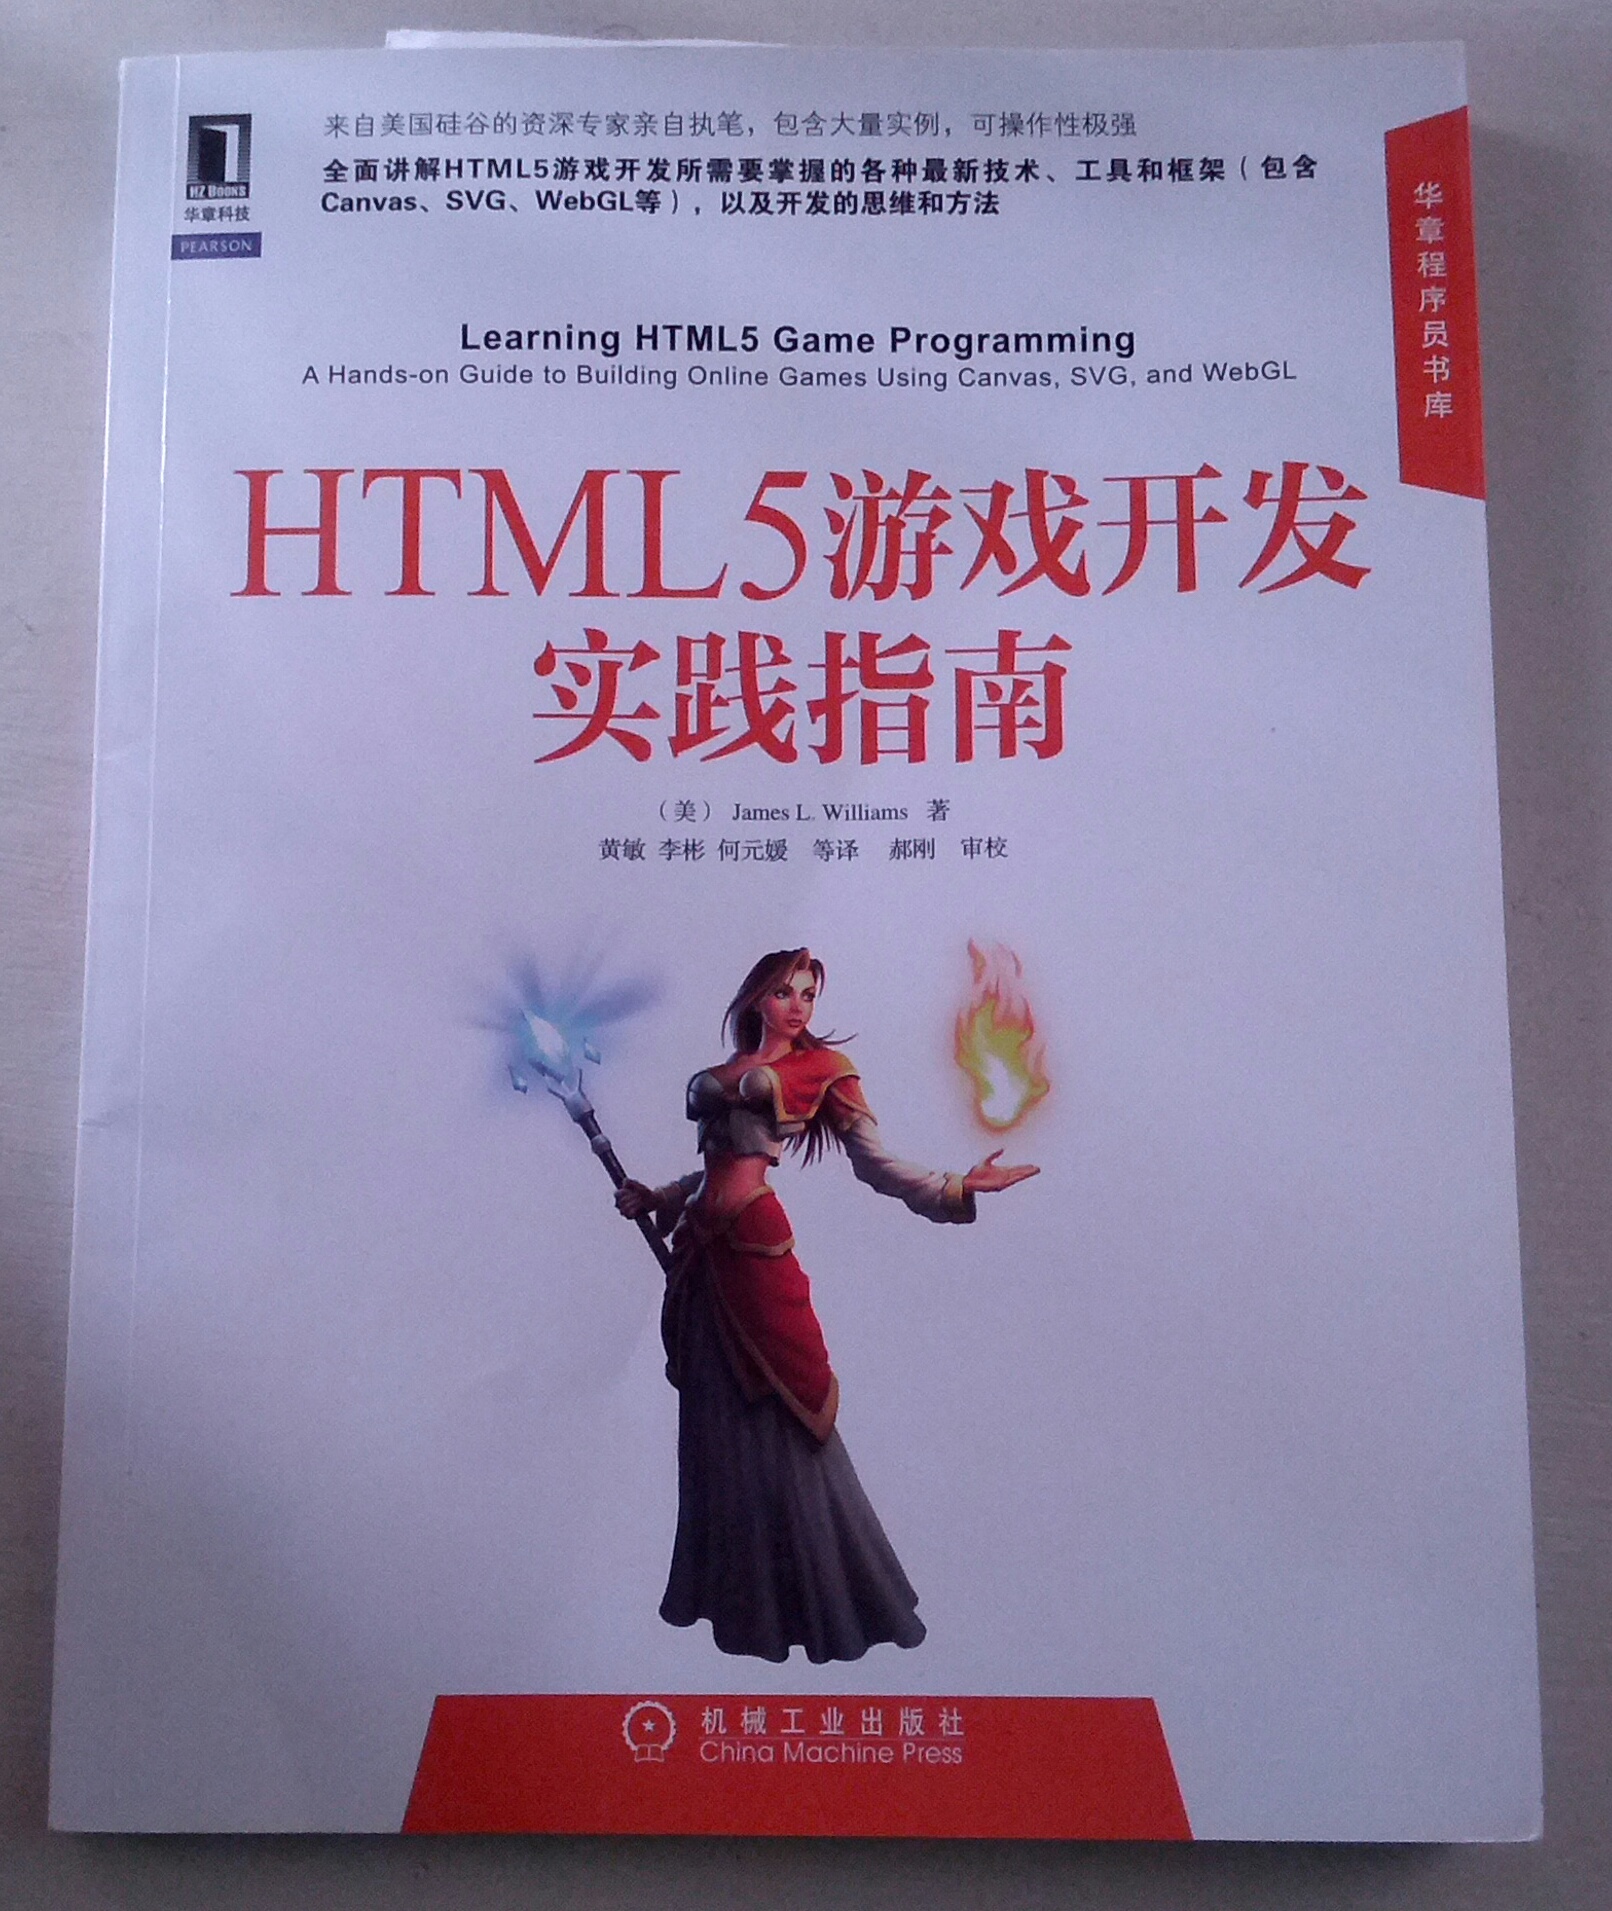 HZ BOOKS
华章科技
PEARSON
来自美国硅谷的资深专家亲自执笔，包含大量实例，可操作性极强
全面讲解HTML5游戏开发所需要掌握的各种最新技术、工具和框架（包含
Canvas、SVG、WebGL等），以及开发的思维和方法
华章程序员书库
Learning HTML5 Game Programming
A Hands-on Guide to Building Online Games Using Canvas, SVG, and WebGL
HTML5游戏开发
实践指南
（美） James L. Williams 著
黄敏 李彬 何元媛 等译 郝刚 审校
机械工业出版社
China Machine Press